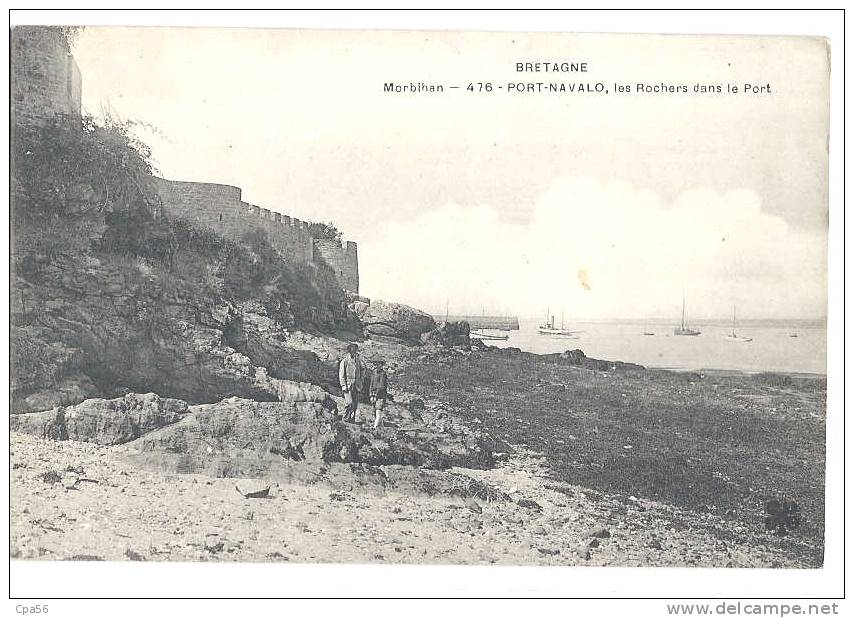 BRETAGNE
Morbihan — 476 - PORT-NAVALO, les Rochers dans le Port
Cpa56
www.delcampe.net